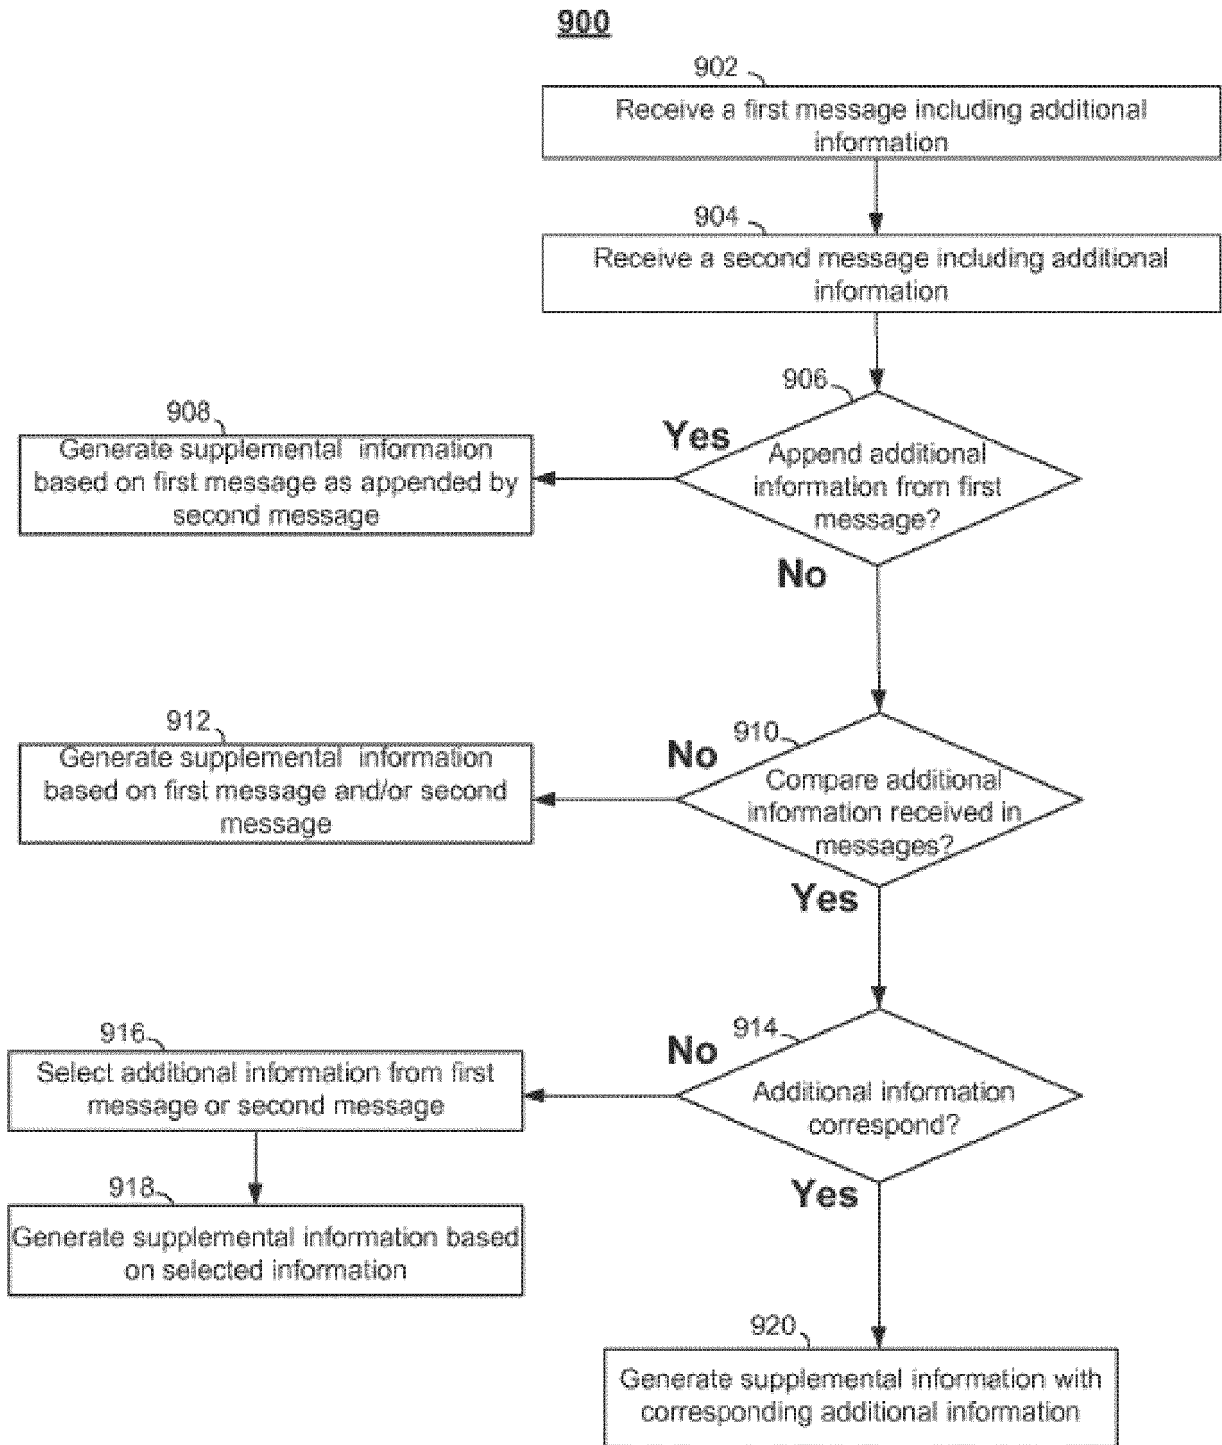 900
902
Receive a first message including additional
information
904
Receive a second message including additional
information
906
Append additional
information from first
message?
Yes
908
Generate supplemental information
based on first message as appended by
second message
No
910
Compare additional
information received in
messages?
No
912
Generate supplemental information
based on first message and/or second
message
Yes
914
Additional information
correspond?
No
916
Select additional information from first
message or second message
918
Generate supplemental information based
on selected information
Yes
920
Generate supplemental information with
corresponding additional information